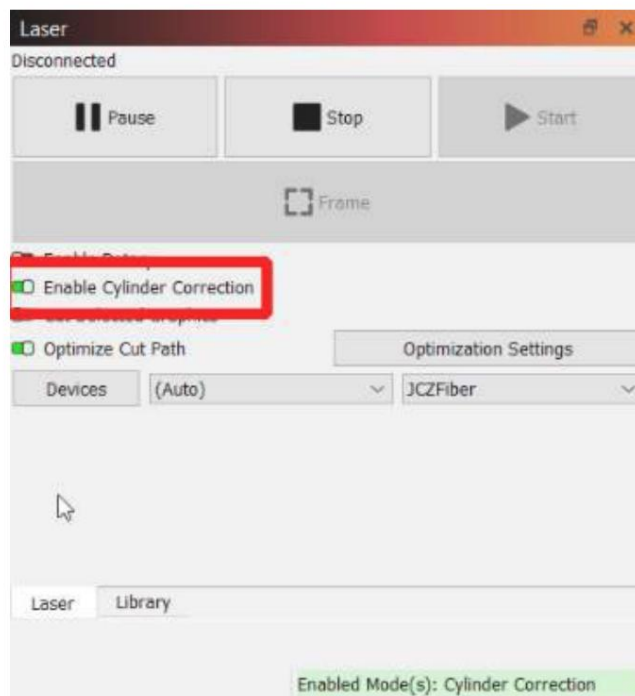 Laser
Disconnected
Pause Stop Start
Frame
Enable Cylinder Correction
Optimize Cut Path Optimization Settings
Devices (Auto) JCZFiber
Laser Library
Enabled Mode(s): Cylinder Correction